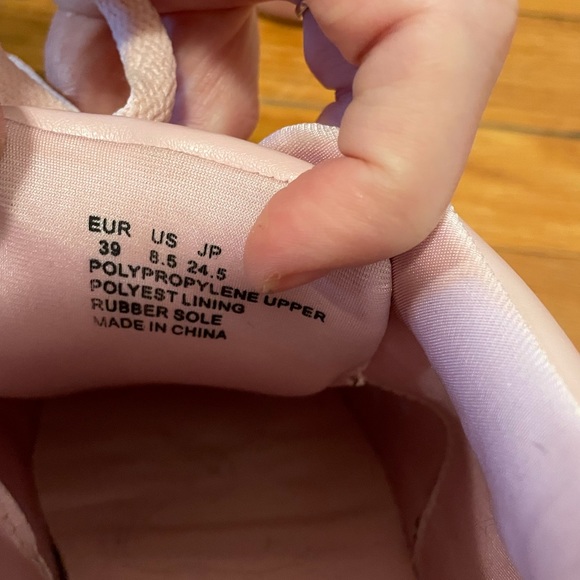 EUR US JP
39 8.5 24.5
POLYPROPYLENE UPPER
POLYEST LINING
RUBBER SOLE
MADE IN CHINA